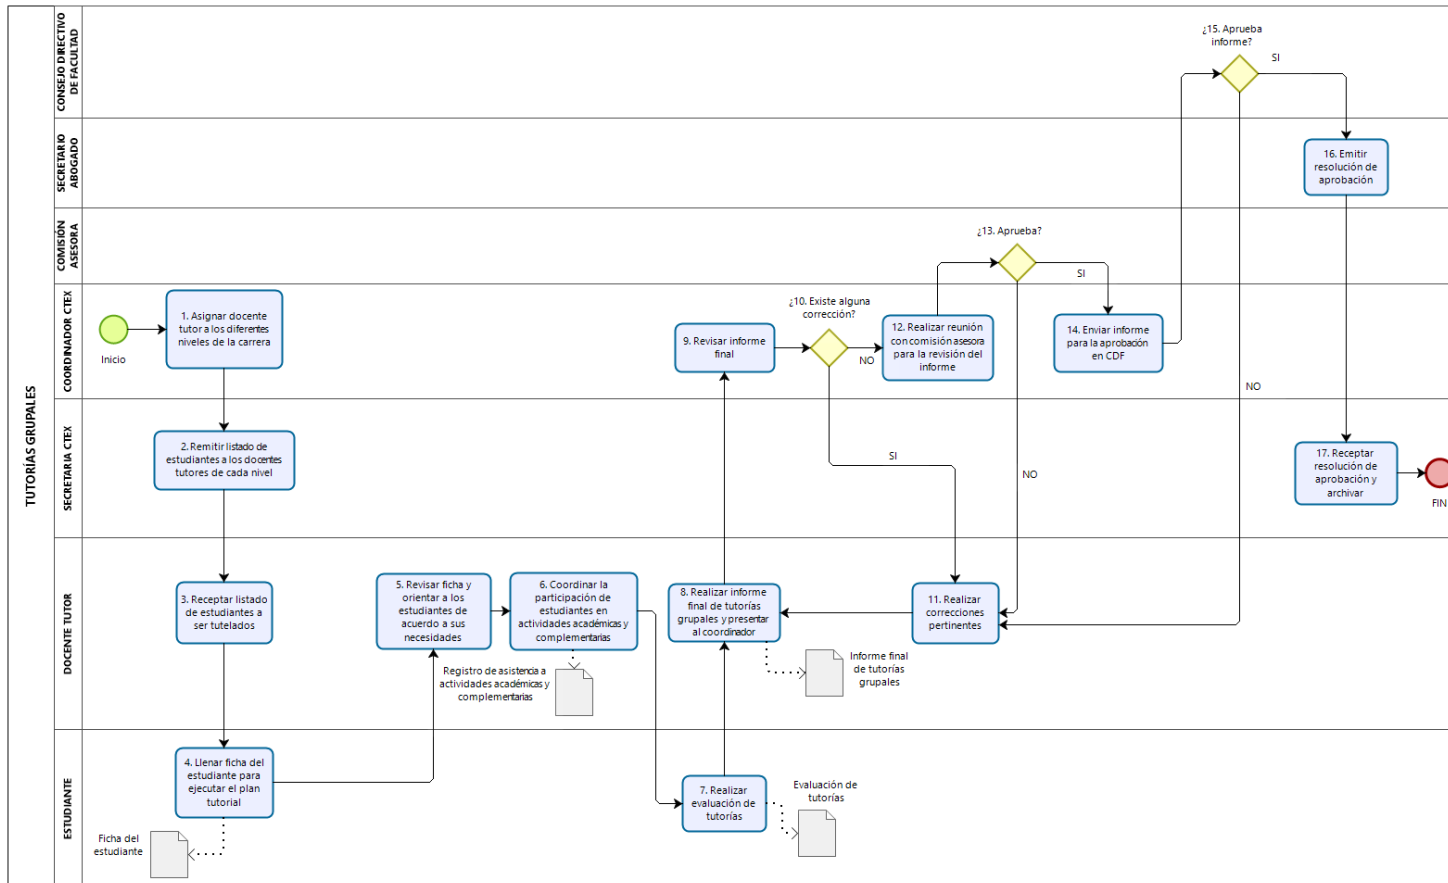 TUTORÍAS GRUPALES
CONSEJO DIRECTIVO
DE FACULTAD
¿15. Aprueba
informe?
SI
SECRETARIO
ABOGADO
16. Emitir
resolución de
aprobación
COMISIÓN
ASESORA
¿13. Aprueba?
SI
COORDINADOR CTEX
Inicio
1. Asignar docente
tutor a los diferentes
niveles de la carrera
9. Revisar informe
final
¿10. Existe alguna
corrección?
NO
12. Realizar reunión
con comisión asesora
para la revisión del
informe
14. Enviar informe
para la aprobación
en CDF
NO
SECRETARIA CTEX
2. Remitir listado de
estudiantes a los docentes
tutores de cada nivel
SI
NO
17. Receptar
resolución de
aprobación y
archivar
FIN
DOCENTE TUTOR
3. Receptar listado
de estudiantes a
ser tutelados
5. Revisar ficha y
orientar a los
estudiantes de
acuerdo a sus
necesidades
6. Coordinar la
participación de
estudiantes en
actividades académicas y
complementarias
Registro de asistencia a
actividades académicas y
complementarias
8. Realizar informe
final de tutorías
grupales y presentar
al coordinador
Informe final
de tutorías
grupales
11. Realizar
correcciones
pertinentes
ESTUDIANTE
4. Llenar ficha del
estudiante para
ejecutar el plan
tutorial
Ficha del
estudiante
7. Realizar
evaluación de
tutorías
Evaluación de
tutorías